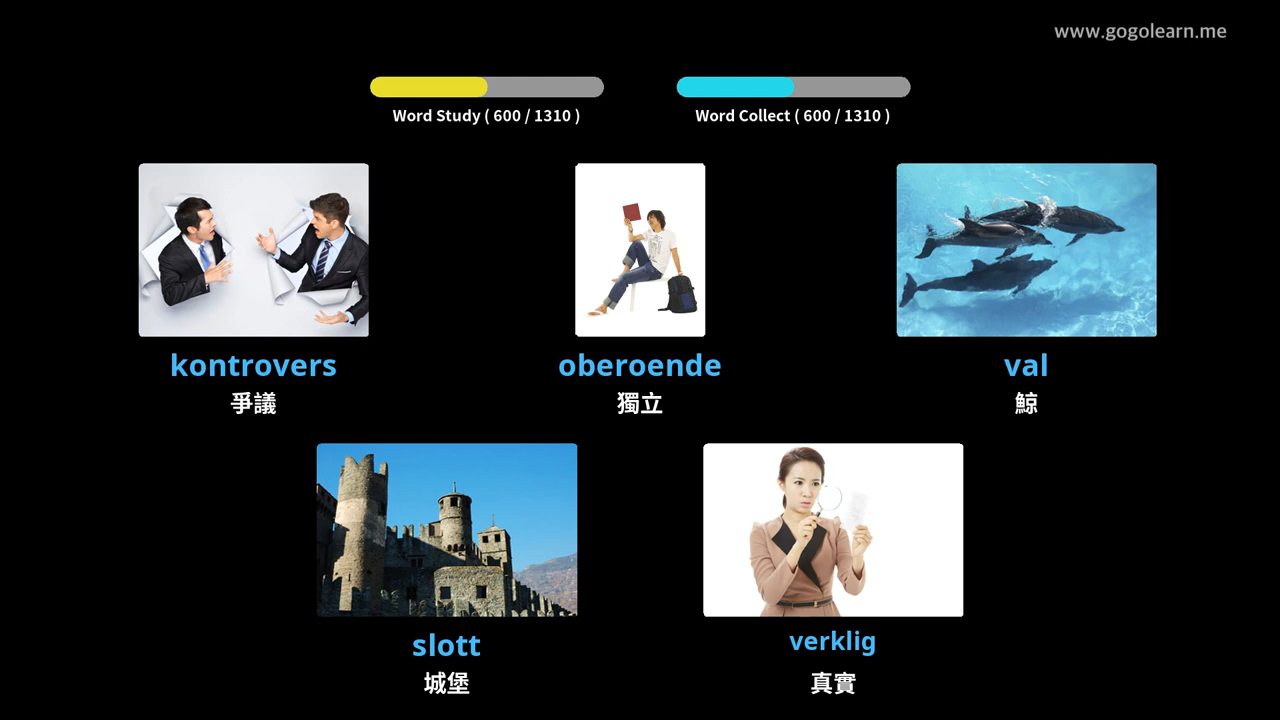 www.gogolearn.me
Word Study ( 600 / 1310 )
Word Collect ( 600 / 1310 )
kontrovers
爭議
oberoende
獨立
val
鯨
slott
城堡
verklig
真實